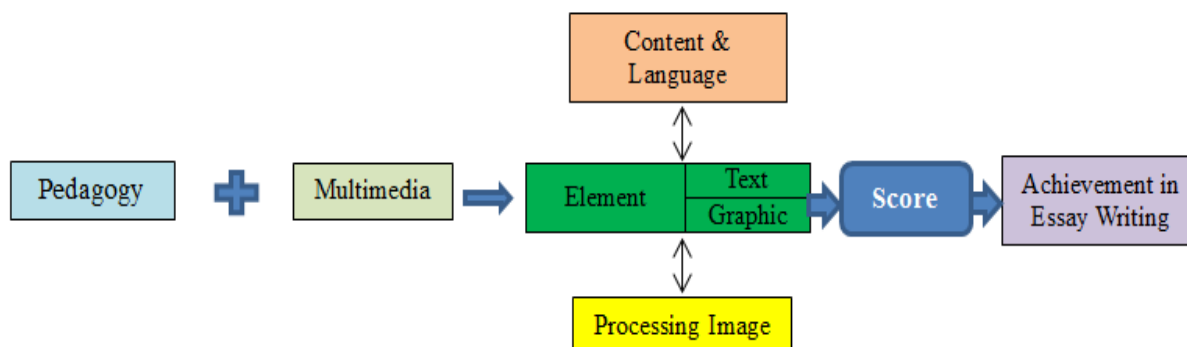 Content &
Language
Pedagogy
Multimedia
Element
Text
Graphic
Score
Achievement in
Essay Writing
Processing Image